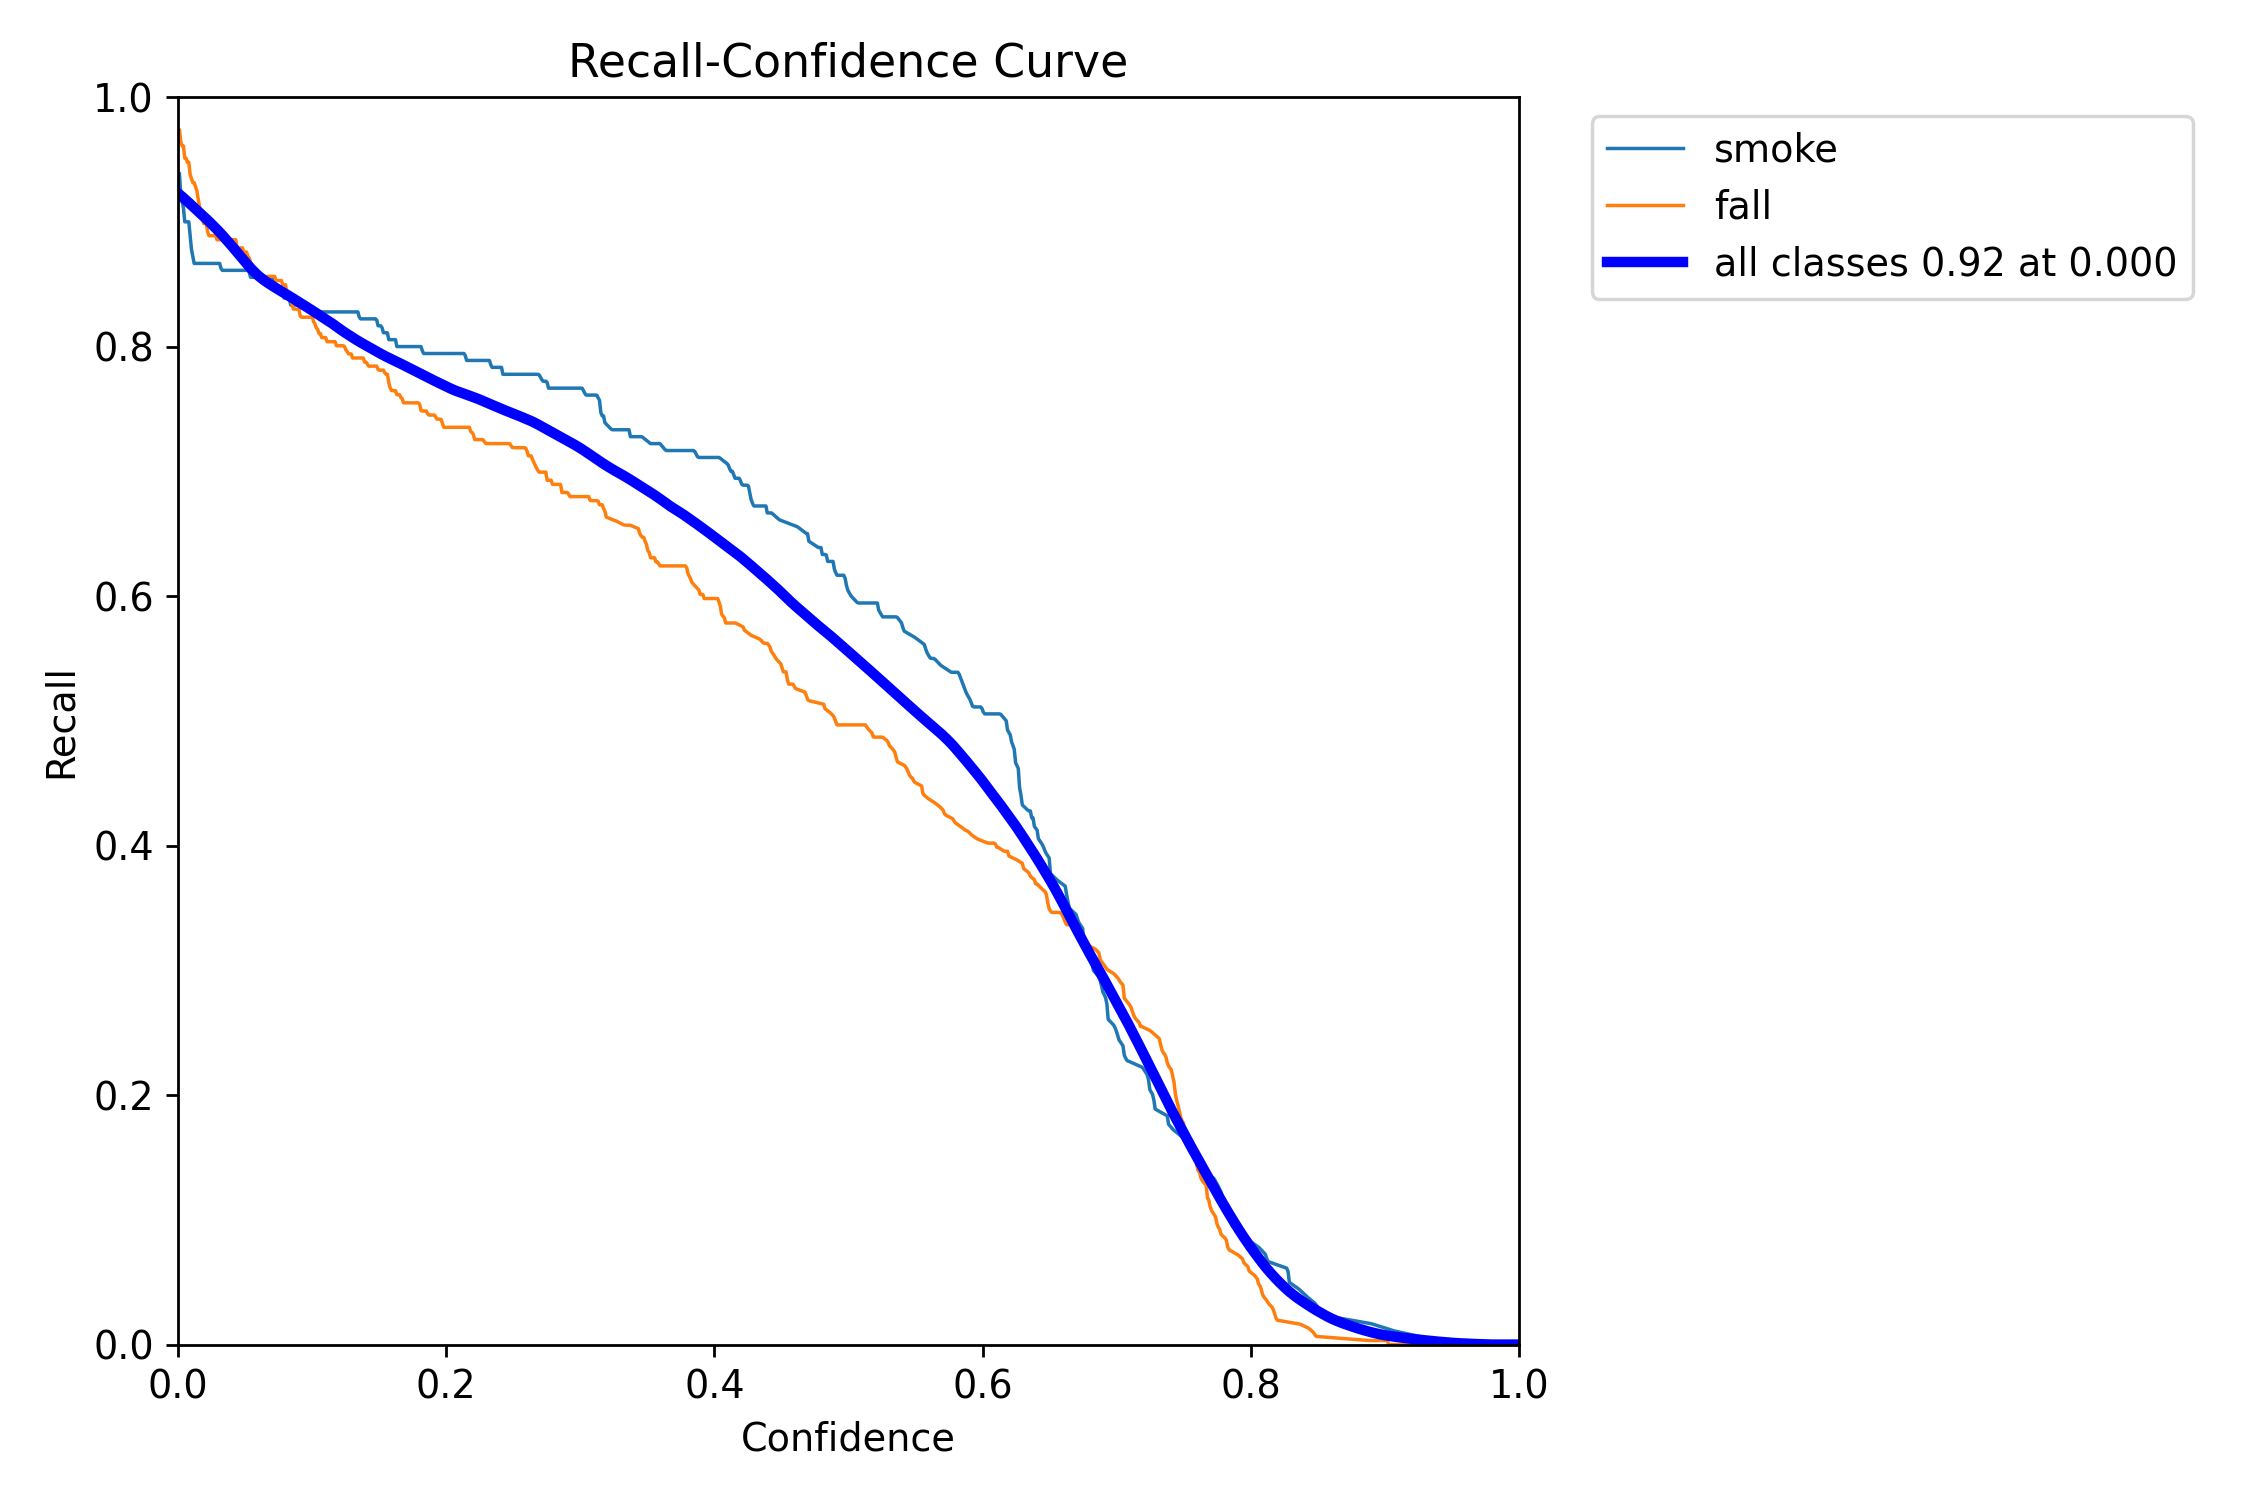 Recall-Confidence Curve
1.0
0.8
0.6
0.4
0.2
0.0
Recall
0.0 0.2 0.4 0.6 0.8 1.0
Confidence
smoke
fall
all classes 0.92 at 0.000